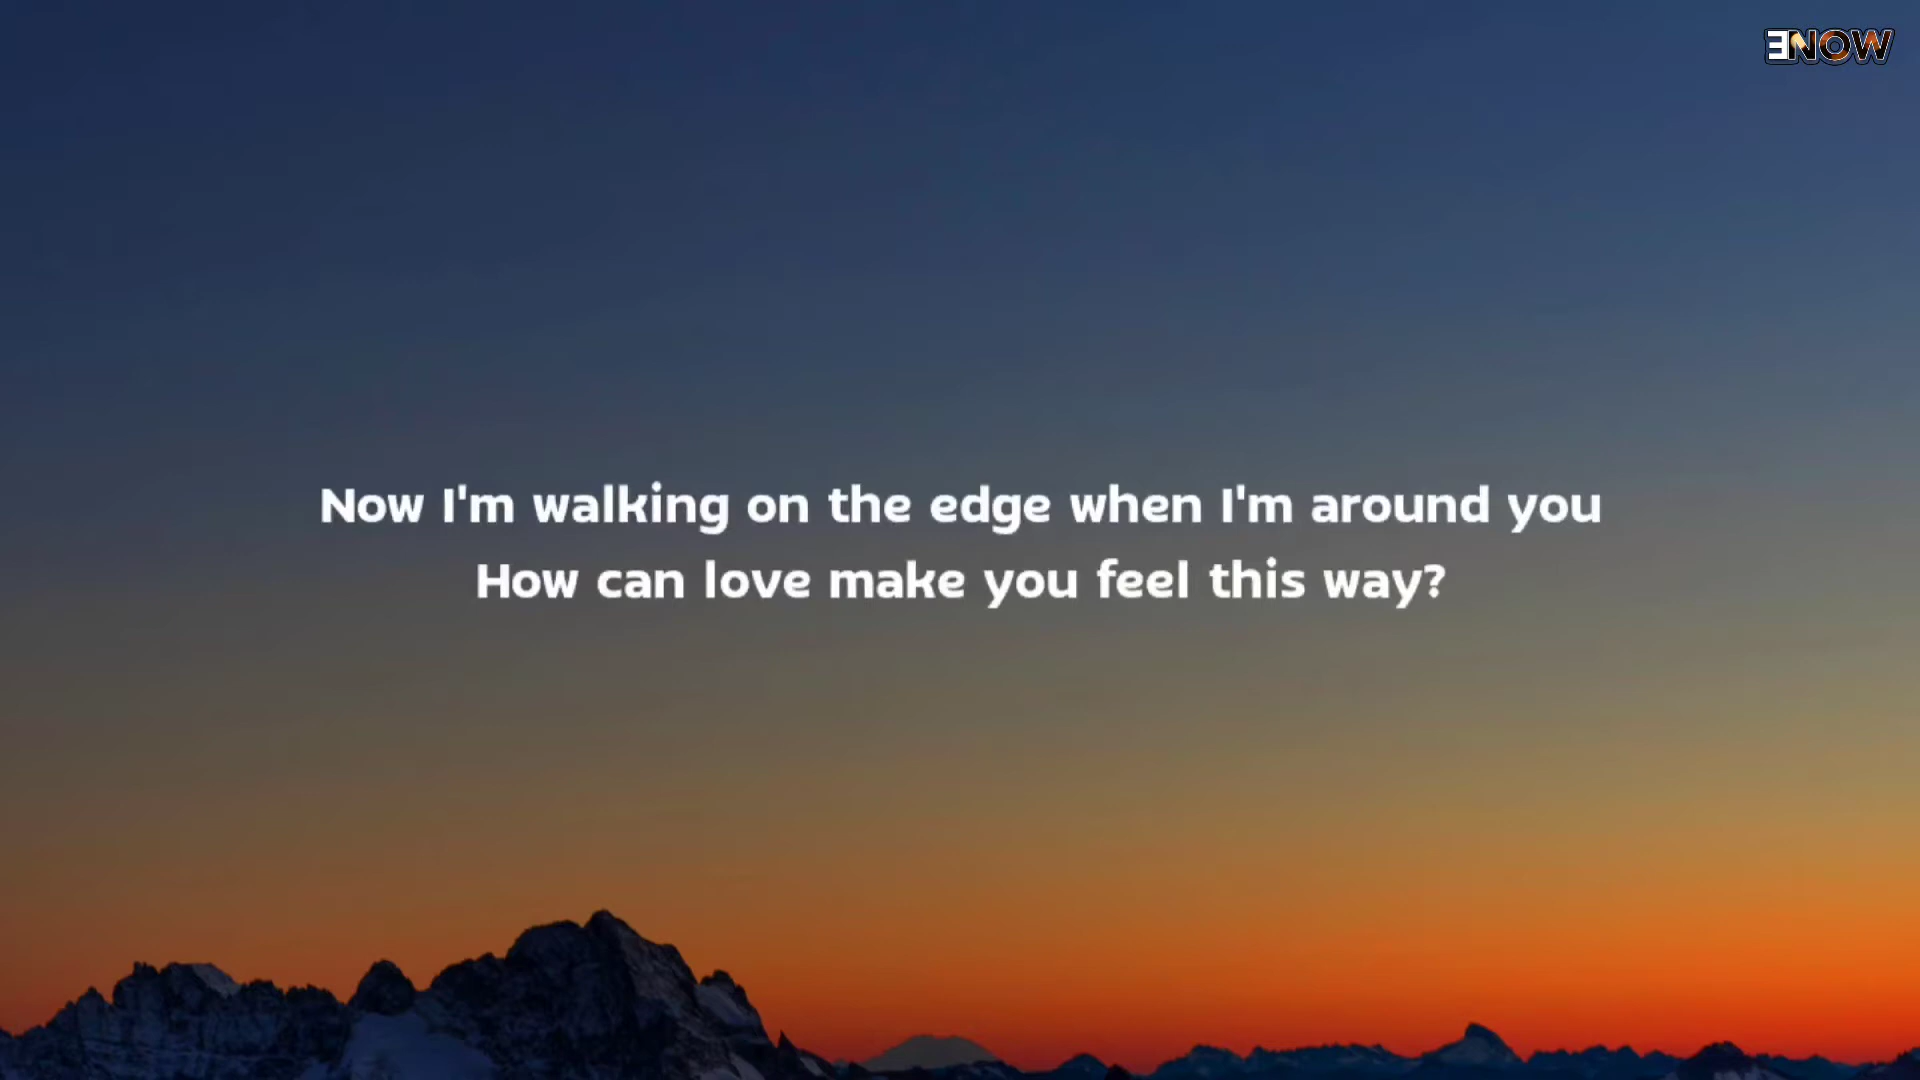 ENOW
Now I'm walking on the edge when I'm around you
How can love make you feel this way?